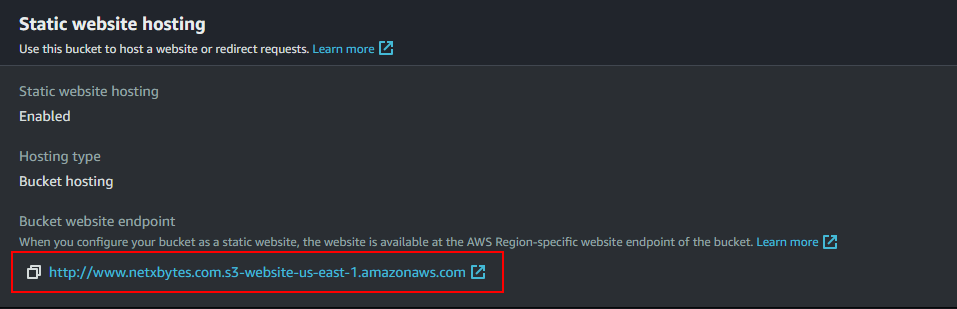 Static website hosting
Use this bucket to host a website or redirect requests. Learn more
Static website hosting
Enabled
Hosting type
Bucket hosting
Bucket website endpoint
When you configure your bucket as a static website, the website is available at the AWS Region-specific website endpoint of the bucket. Learn more
http://www.netxbytes.com.s3-website-us-east-1.amazonaws.com